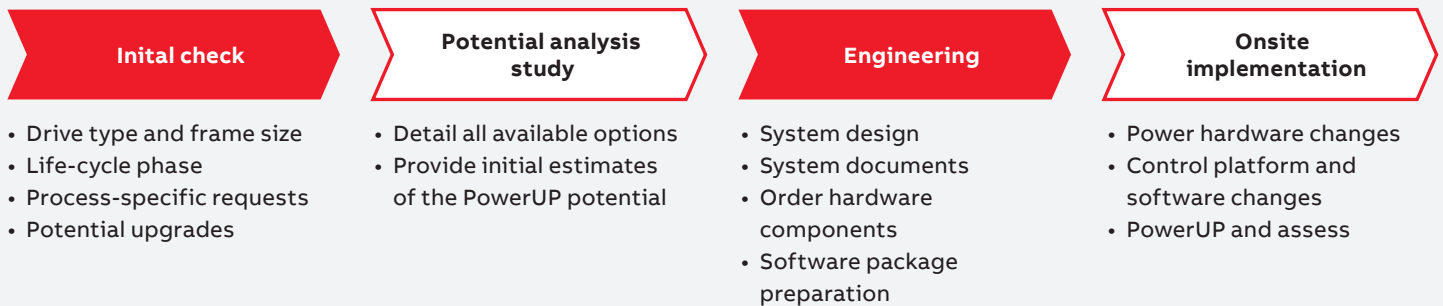 Inital check
• Drive type and frame size
• Life-cycle phase
• Process-specific requests
• Potential upgrades
Potential analysis
study
• Detail all available options
• Provide initial estimates
of the PowerUP potential
Engineering
• System design
• System documents
• Order hardware
components
• Software package
preparation
Onsite
implementation
• Power hardware changes
• Control platform and
software changes
• PowerUP and assess